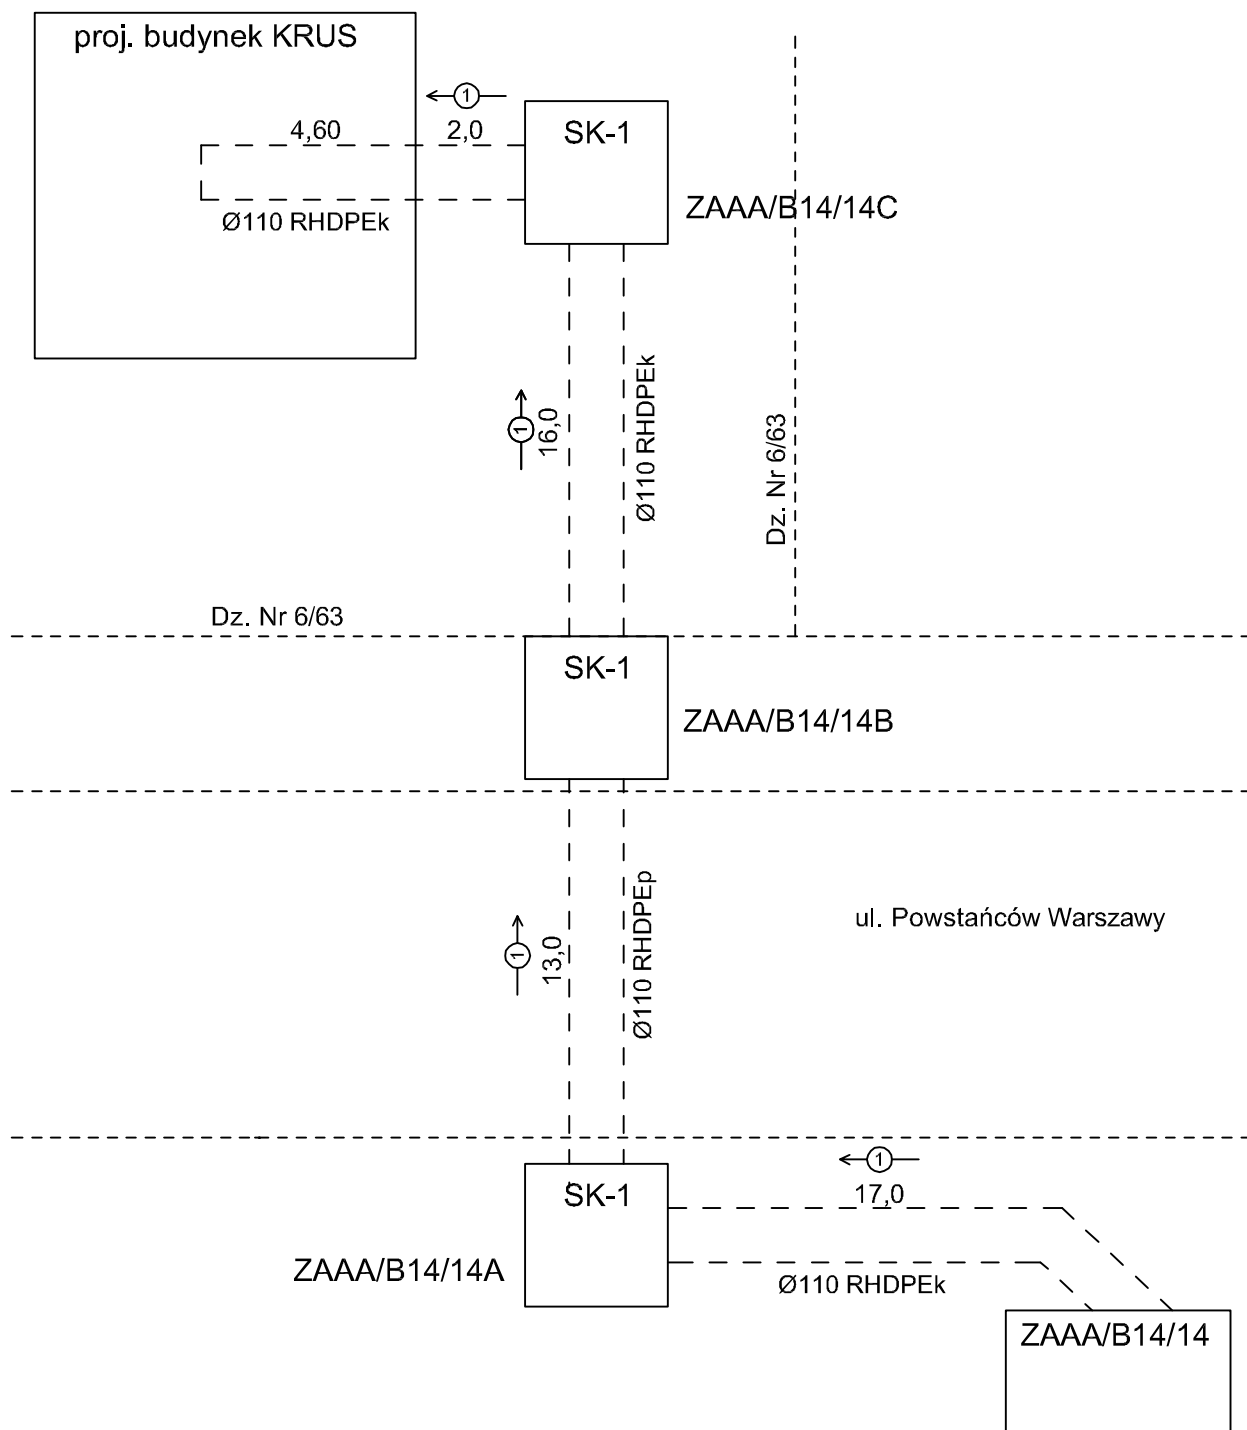 proj. budynek KRUS
1
4,60
2,0
SK-1
Ø110 RHDPEk
ZAAA/B14/14C
1
16,0
Ø110 RHDPEk
Dz. Nr 6/63
Dz. Nr 6/63
SK-1
ZAAA/B14/14B
1
13,0
Ø110 RHDPEp
ul. Powstańców Warszawy
1
17,0
SK-1
ZAAA/B14/14A
Ø110 RHDPEk
ZAAA/B14/14